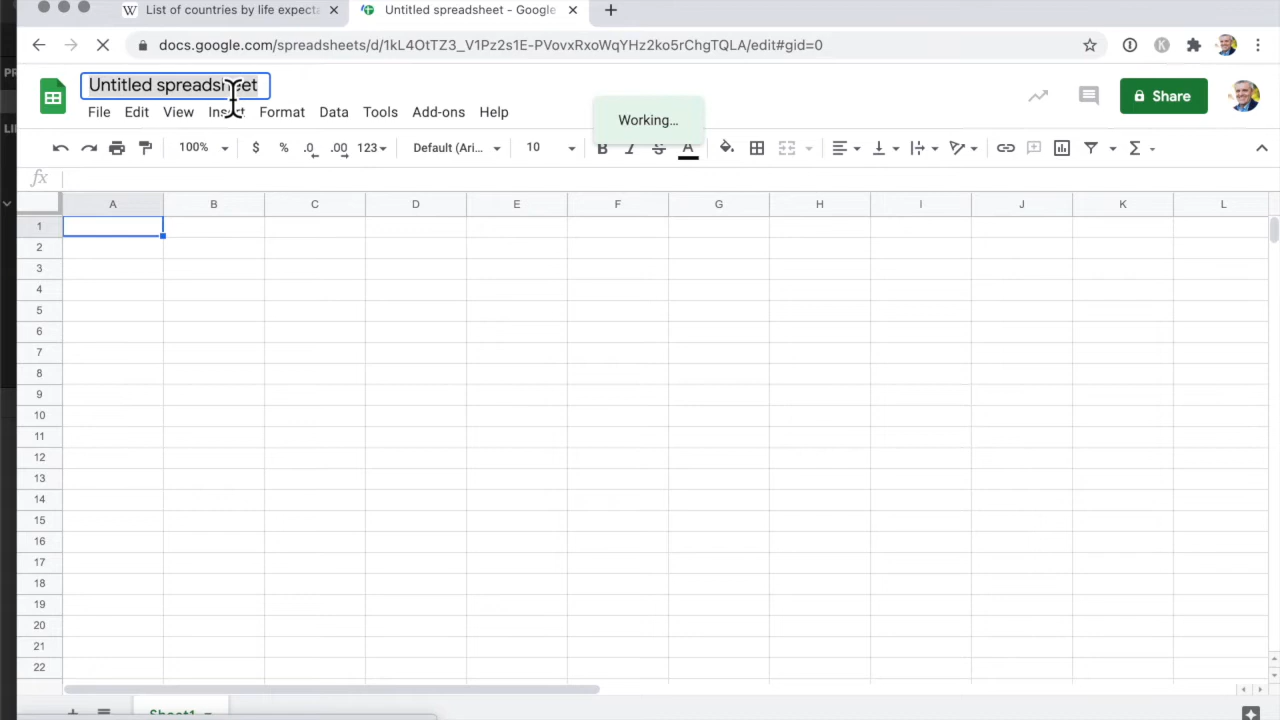 List of countries by life expecta
Untitled spreadsheet - Google
docs.google.com/spreadsheets/d/1kL4OtTZ3_V1Pz2s1E-PVovxRxoWqYHz2ko5rChgTQLA/edit#gid=0
Untitled spreadsheet
File Edit View Insert Format Data Tools Add-ons Help
Share
Working...
100% $ % .0 .00 123 Default (Ari... 10 B I S A Σ
fx
A B C D E F G H I J K L
1
2
3
4
5
6
7
8
9
10
11
12
13
14
15
16
17
18
19
20
21
22
Sheet1